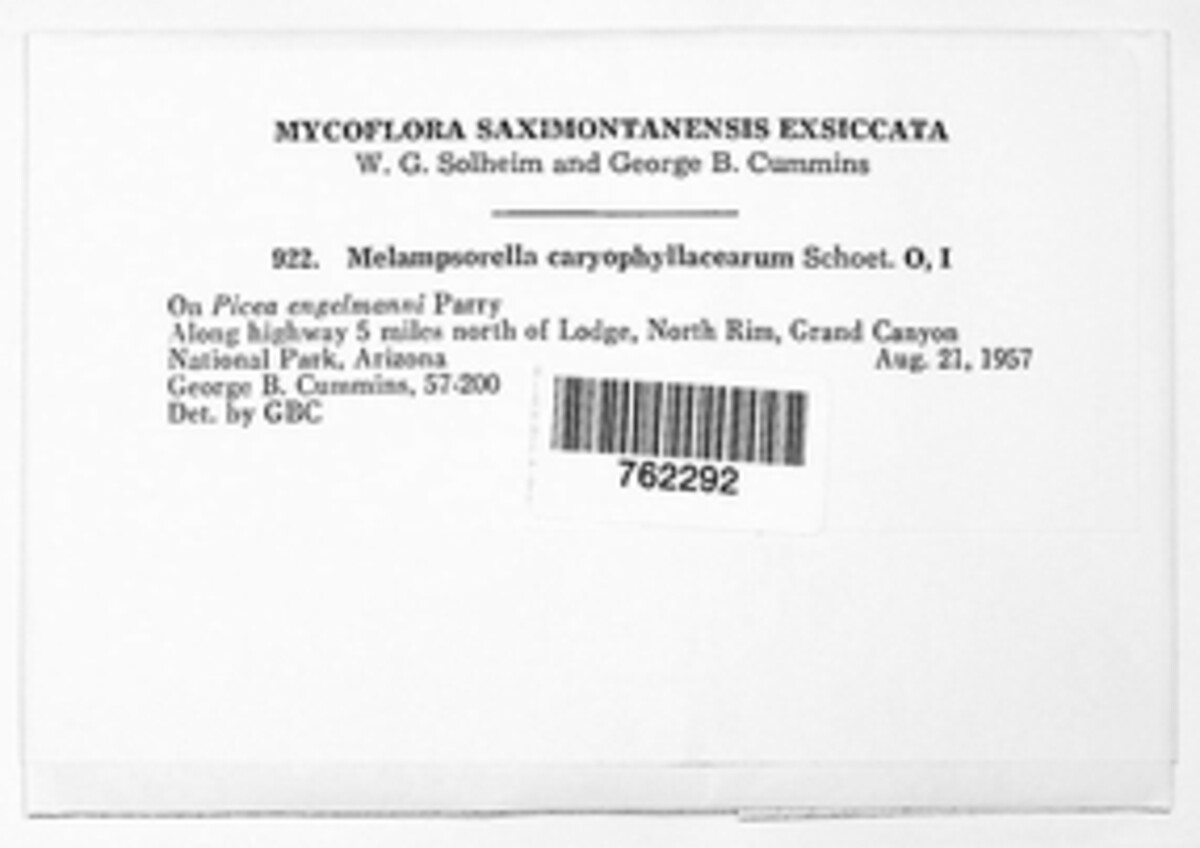 MYCOFLORA SAXIMONTANENSIS EXSICCATA
W. G. Solheim and George B. Cummins
922. Melampsorella caryophyllacearum Schoet. O, I
On Picea engelmanni Parry
Along highway 5 miles north of Lodge, North Rim, Grand Canyon
National Park, Arizona Aug. 21, 1957
George B. Cummins, 57-200
Det. by GBC
762292